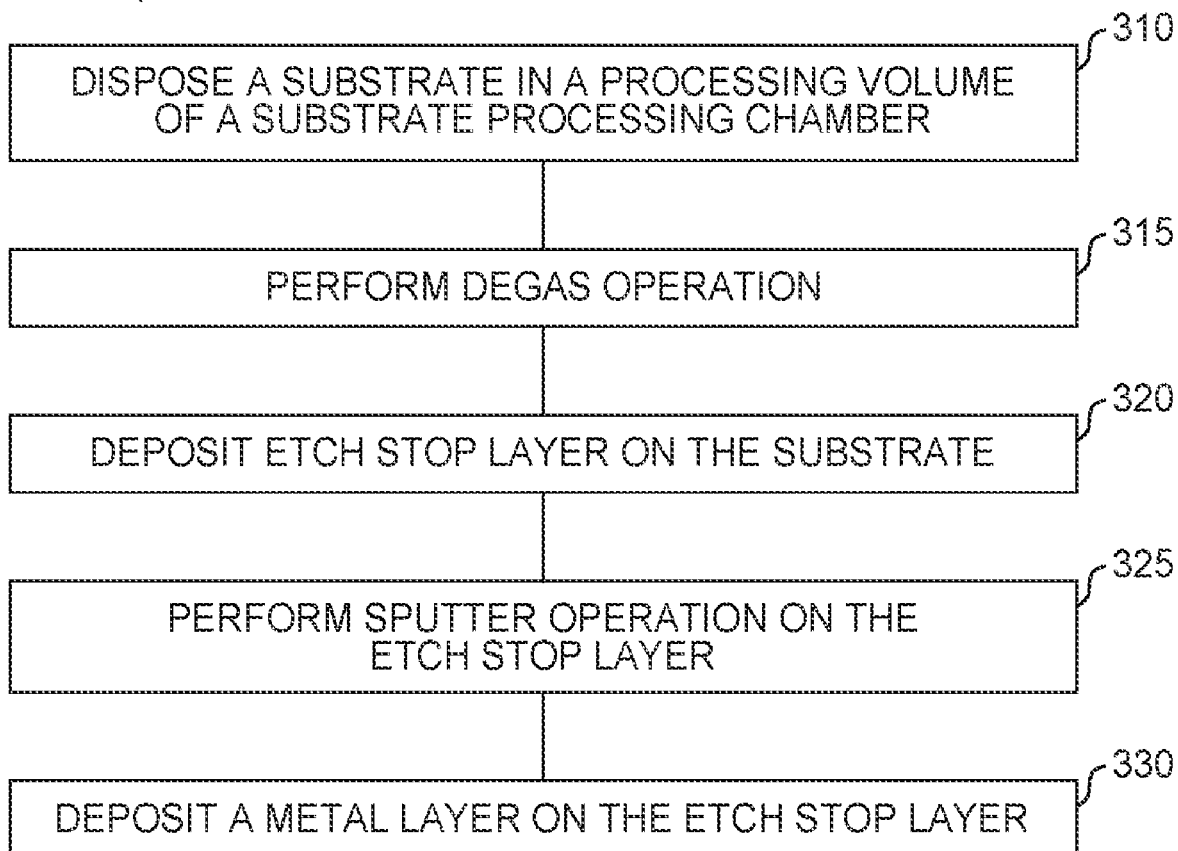 310
DISPOSE A SUBSTRATE IN A PROCESSING VOLUME
OF A SUBSTRATE PROCESSING CHAMBER
315
PERFORM DEGAS OPERATION
320
DEPOSIT ETCH STOP LAYER ON THE SUBSTRATE
325
PERFORM SPUTTER OPERATION ON THE
ETCH STOP LAYER
330
DEPOSIT A METAL LAYER ON THE ETCH STOP LAYER